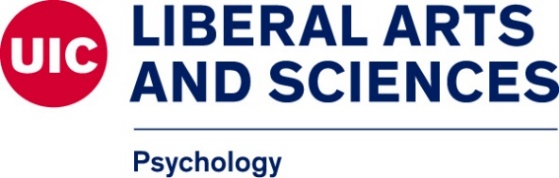 UIC
LIBERAL ARTS
AND SCIENCES
Psychology